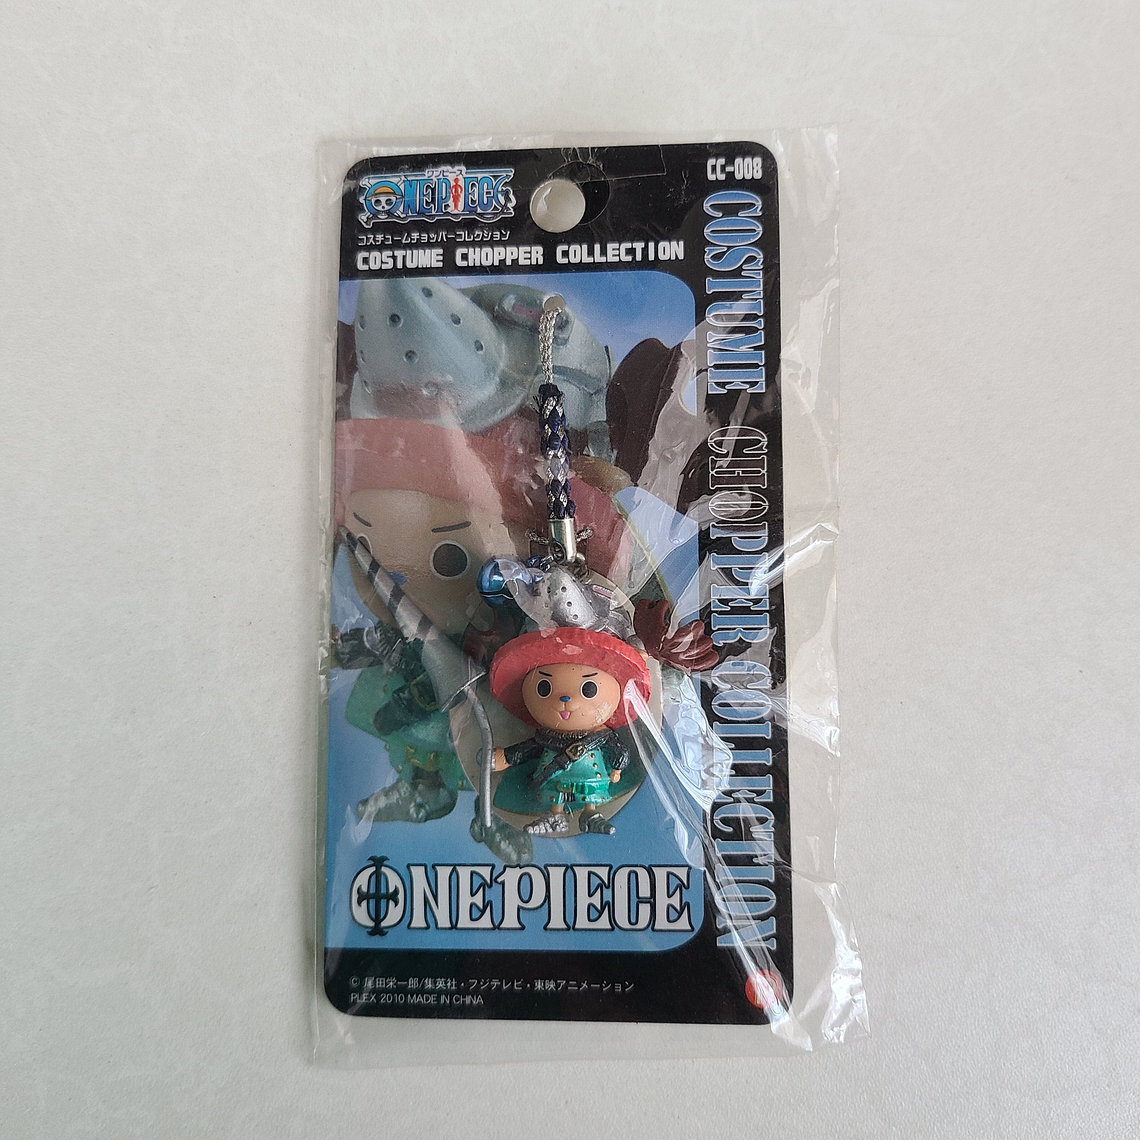 ワンピース
ONE PIECE
CC-008
コスチュームチョッパーコレクション
COSTUME CHOPPER COLLECTION
COSTUME CHOPPER COLLECTION
ONEPIECE
© 尾田栄一郎/集英社・フジテレビ・東映アニメーション
PLEX 2010 MADE IN CHINA